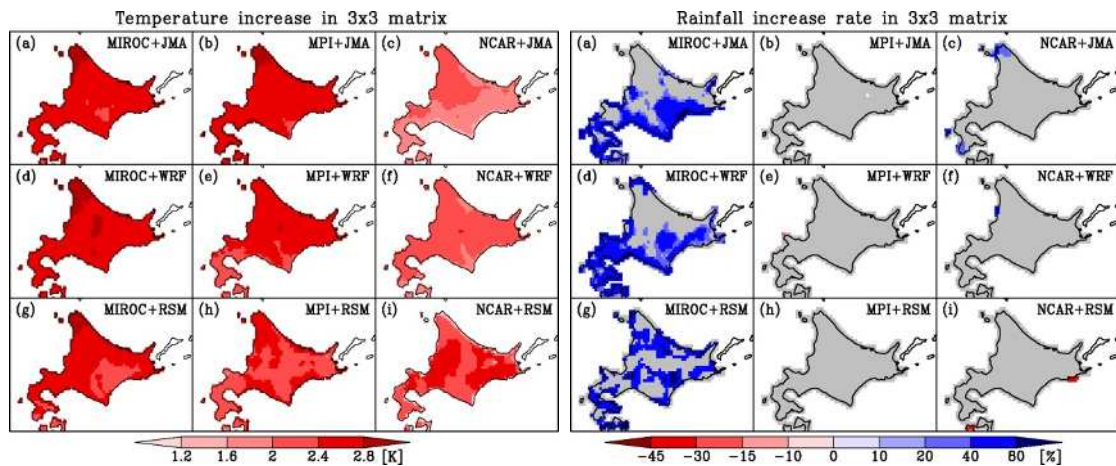 Temperature increase in 3x3 matrix
(a) MIROC+JMA (b) MPI+JMA (c) NCAR+JMA
(d) MIROC+WRF (e) MPI+WRF (f) NCAR+WRF
(g) MIROC+RSM (h) MPI+RSM (i) NCAR+RSM
1.2 1.6 2 2.4 2.8 [K]
Rainfall increase rate in 3x3 matrix
(a) MIROC+JMA (b) MPI+JMA (c) NCAR+JMA
(d) MIROC+WRF (e) MPI+WRF (f) NCAR+WRF
(g) MIROC+RSM (h) MPI+RSM (i) NCAR+RSM
-45 -30 -15 -10 0 10 20 40 80 [%]